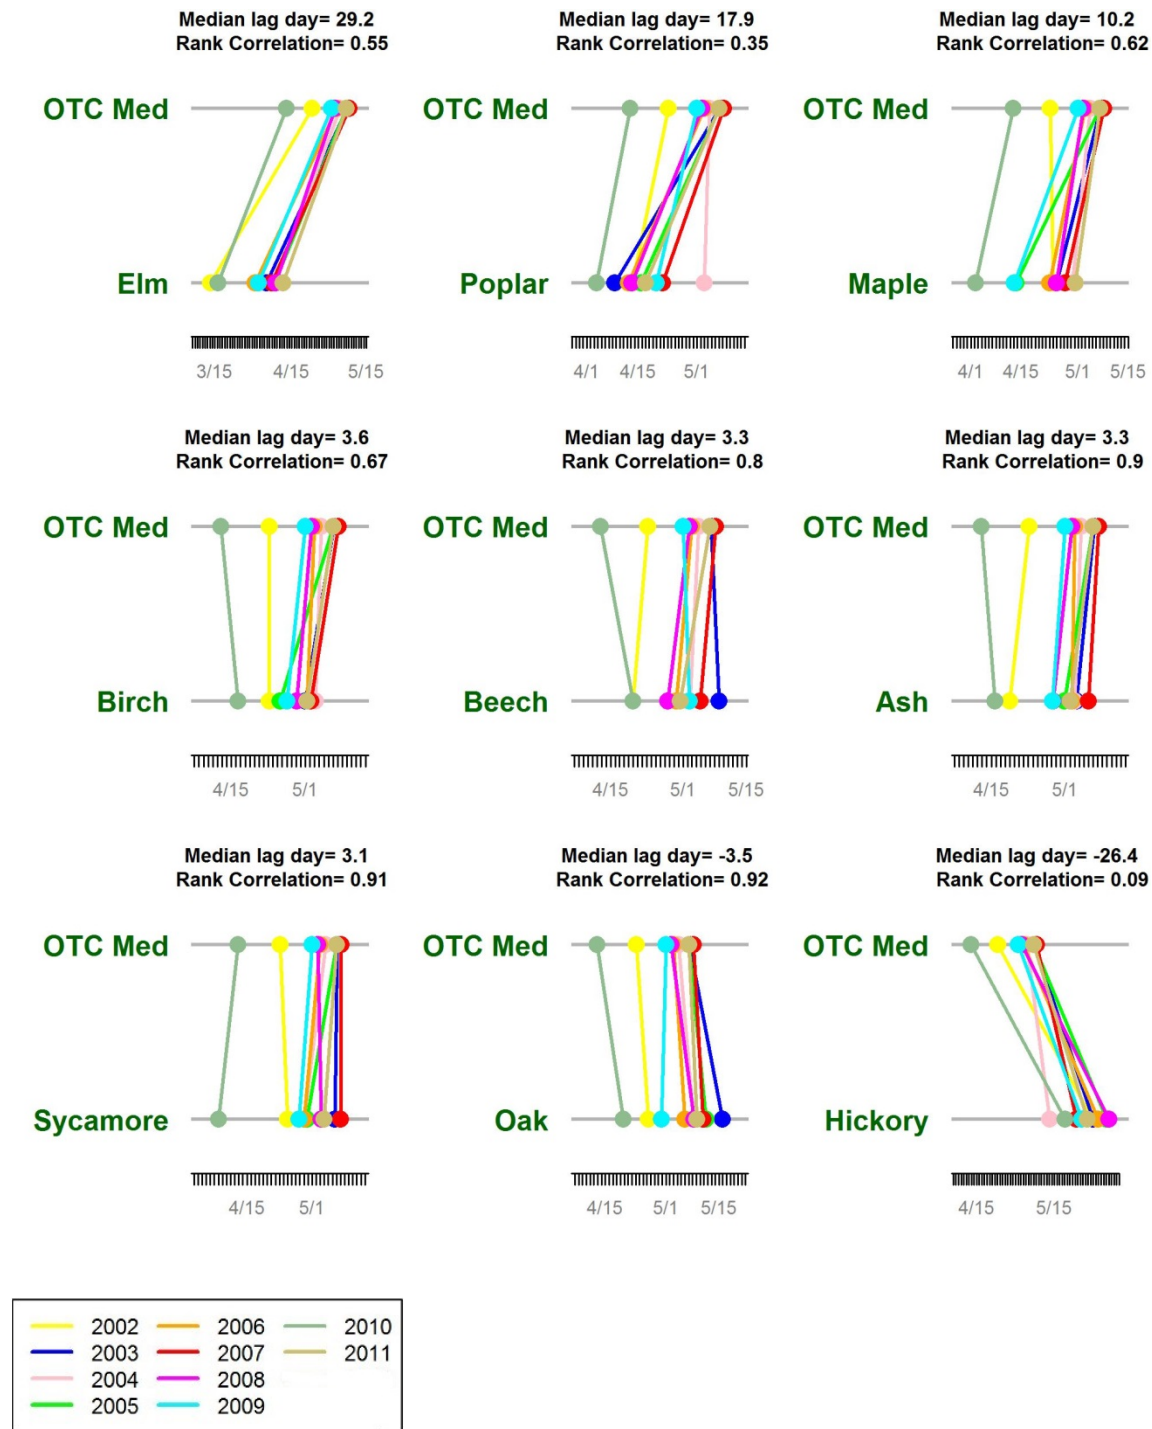 Median lag day= 29.2
Rank Correlation= 0.55
OTC Med
Elm
3/15 4/15 5/15
Median lag day= 17.9
Rank Correlation= 0.35
OTC Med
Poplar
4/1 4/15 5/1
Median lag day= 10.2
Rank Correlation= 0.62
OTC Med
Maple
4/1 4/15 5/1 5/15
Median lag day= 3.6
Rank Correlation= 0.67
OTC Med
Birch
4/15 5/1
Median lag day= 3.3
Rank Correlation= 0.8
OTC Med
Beech
4/15 5/1 5/15
Median lag day= 3.3
Rank Correlation= 0.9
OTC Med
Ash
4/15 5/1
Median lag day= 3.1
Rank Correlation= 0.91
OTC Med
Sycamore
4/15 5/1
Median lag day= -3.5
Rank Correlation= 0.92
OTC Med
Oak
4/15 5/1 5/15
Median lag day= -26.4
Rank Correlation= 0.09
OTC Med
Hickory
4/15 5/15
2002 2006 2010
2003 2007 2011
2004 2008
2005 2009